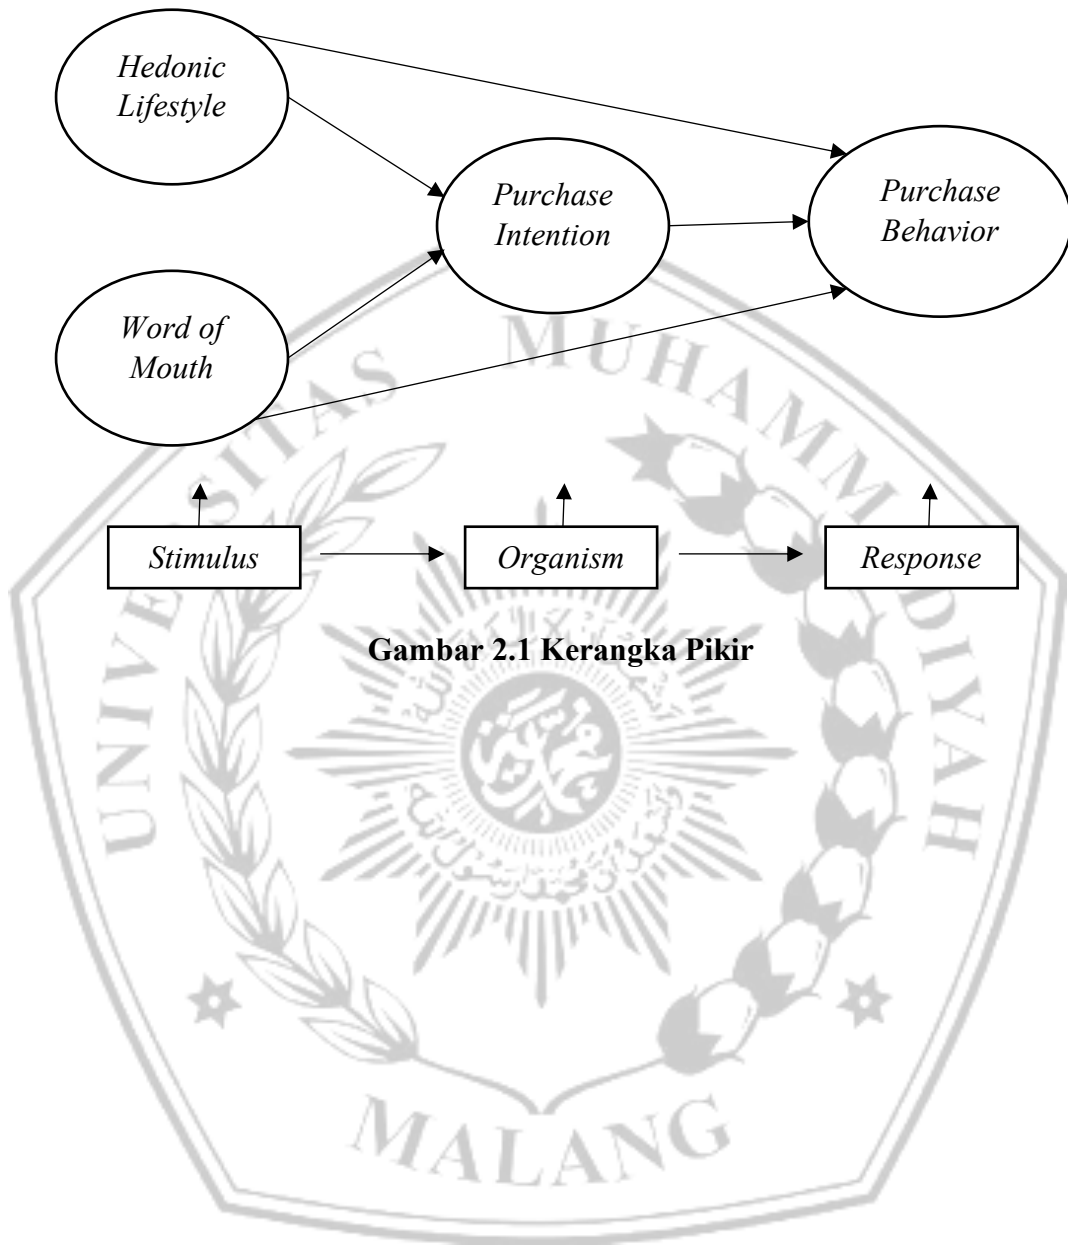 Hedonic
Lifestyle
Purchase
Intention
Purchase
Behavior
Word of
Mouth
Stimulus
Organism
Response
Gambar 2.1 Kerangka Pikir
UNIVERSITAS MUHAMMADIYAH
MALANG